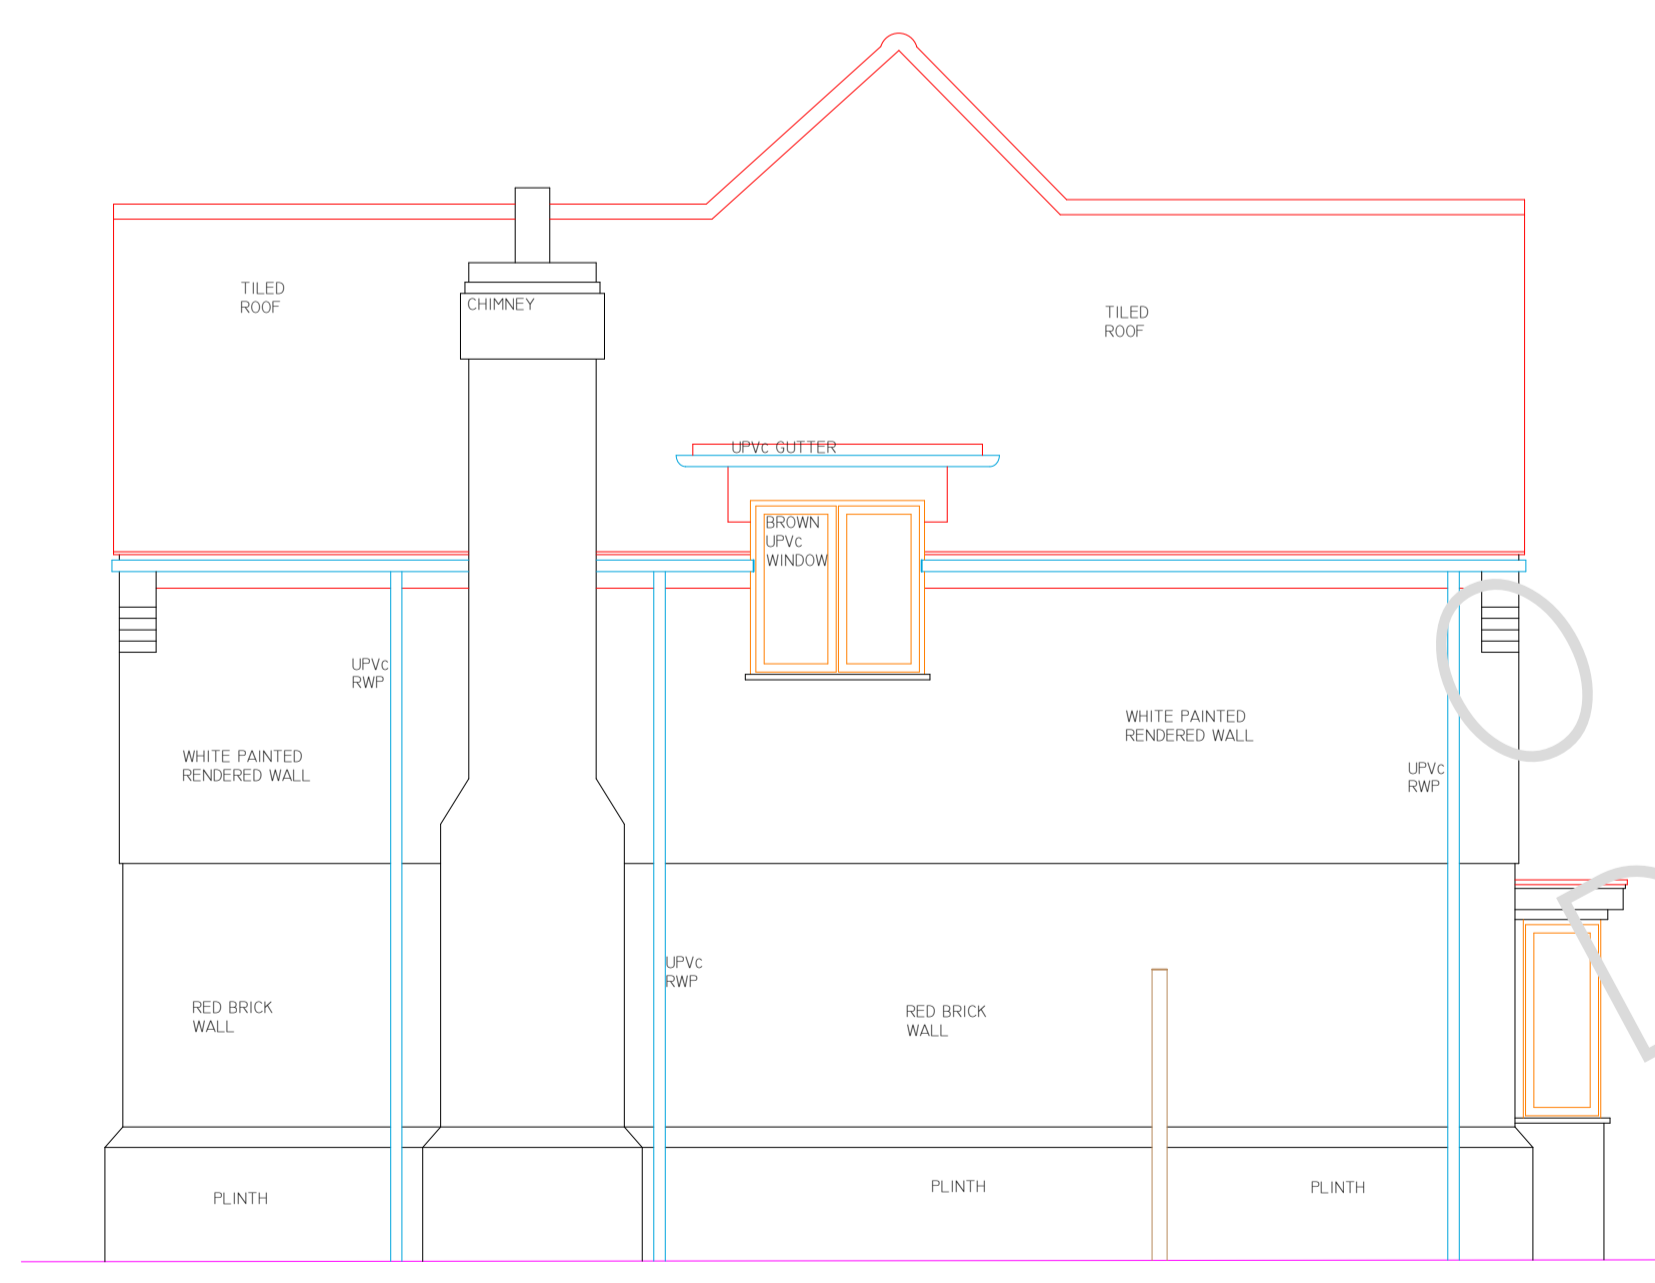 TILED
ROOF
CHIMNEY
TILED
ROOF
UPVc GUTTER
BROWN
UPVc
WINDOW
UPVc
RWP
WHITE PAINTED
RENDERED WALL
WHITE PAINTED
RENDERED WALL
UPVc
RWP
UPVc
RWP
RED BRICK
WALL
RED BRICK
WALL
PLINTH
PLINTH
PLINTH